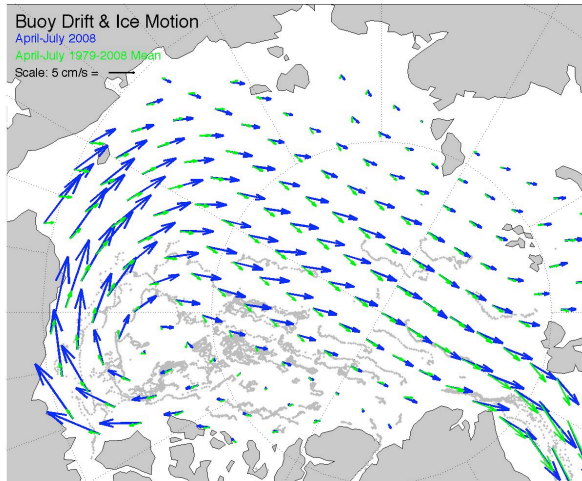 Buoy Drift & Ice Motion
April-July 2008
April-July 1979-2008 Mean
Scale: 5 cm/s =